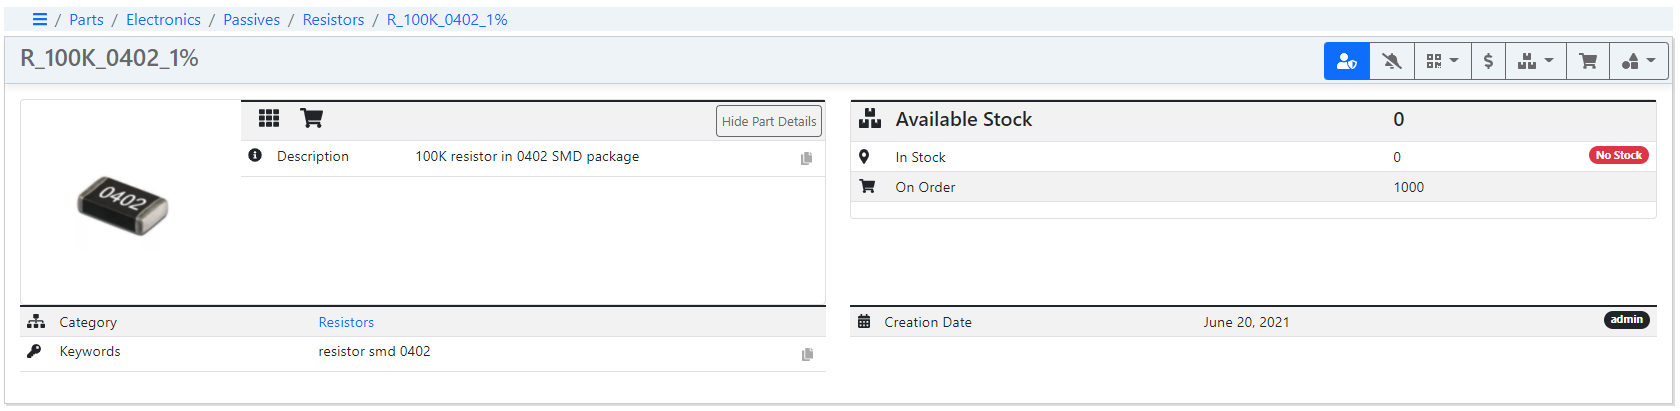 / Parts / Electronics / Passives / Resistors / R_100K_0402_1%
R_100K_0402_1%
$
Hide Part Details
Description 100K resistor in 0402 SMD package
0402
Available Stock 0
In Stock 0 No Stock
On Order 1000
Category Resistors
Keywords resistor smd 0402
Creation Date June 20, 2021 admin